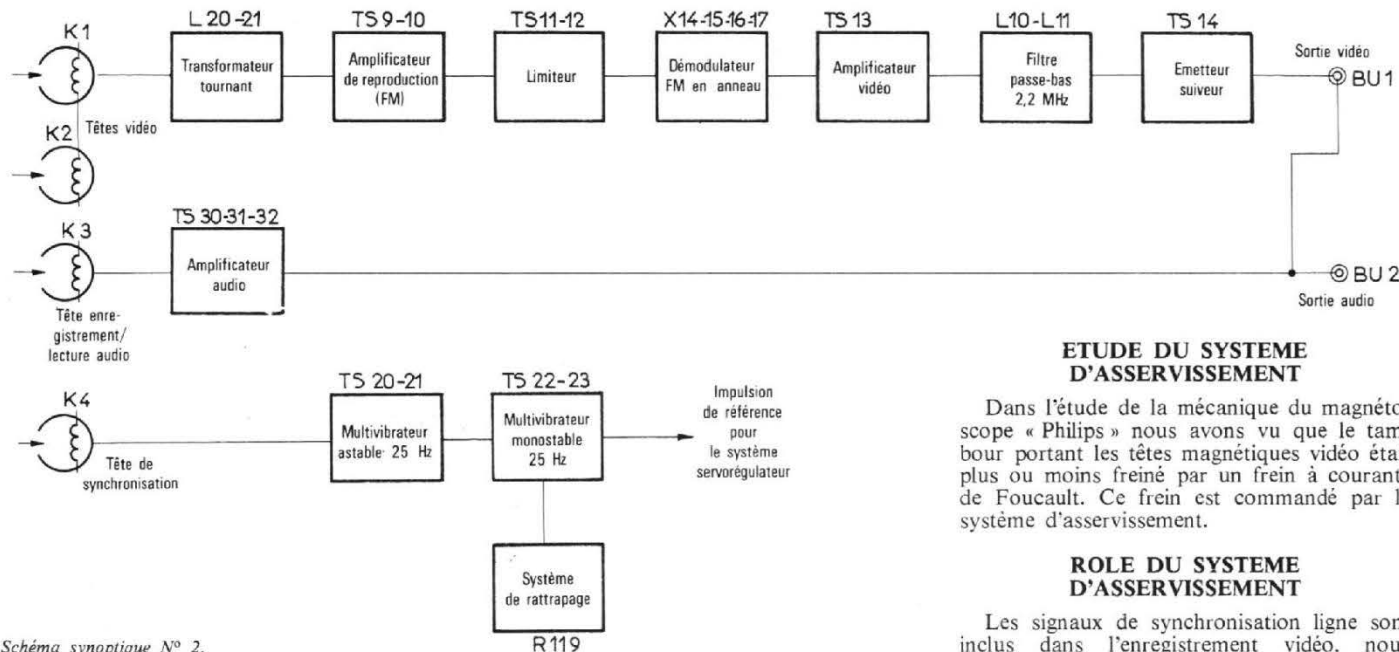 L 20-21
TS 9-10
TS11-12
X14-15-16-17
TS 13
L10-L11
TS 14
K1
Transformateur
tournant
Amplificateur
de reproduction
(FM)
Limiteur
Démodulateur
FM en anneau
Amplificateur
vidéo
Filtre
passe-bas
2,2 MHz
Emetteur
suiveur
Sortie vidéo
BU 1
Têtes vidéo
K2
K3
TS 30-31-32
Amplificateur
audio
BU 2
Sortie audio
Tête enre-
gistrement/
lecture audio
K4
Tête de
synchronisation
TS 20-21
Multivibrateur
astable 25 Hz
TS 22-23
Multivibrateur
monostable
25 Hz
Impulsion
de référence
pour
le système
servorégulateur
Système
de rattrapage
R119
Schéma synoptique N° 2.
ETUDE DU SYSTEME
D'ASSERVISSEMENT
Dans l'étude de la mécanique du magnéto
scope « Philips » nous avons vu que le tam
bour portant les têtes magnétiques vidéo éta
plus ou moins freiné par un frein à courant
de Foucault. Ce frein est commandé par l
système d'asservissement.
ROLE DU SYSTEME
D'ASSERVISSEMENT
Les signaux de synchronisation ligne son
inclus dans l'enregistrement vidéo, nou